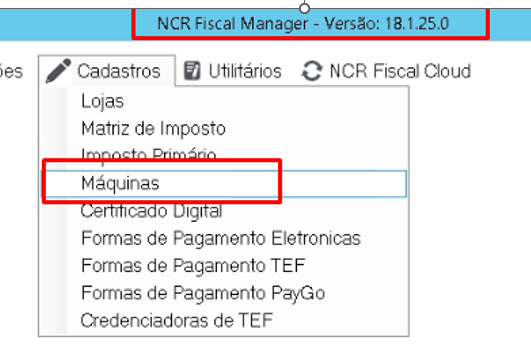 NCR Fiscal Manager - Versão: 18.1.25.0
ões Cadastros Utilitários NCR Fiscal Cloud
Lojas
Matriz de Imposto
Imposto Primário
Máquinas
Certificado Digital
Formas de Pagamento Eletronicas
Formas de Pagamento TEF
Formas de Pagamento PayGo
Credenciadoras de TEF